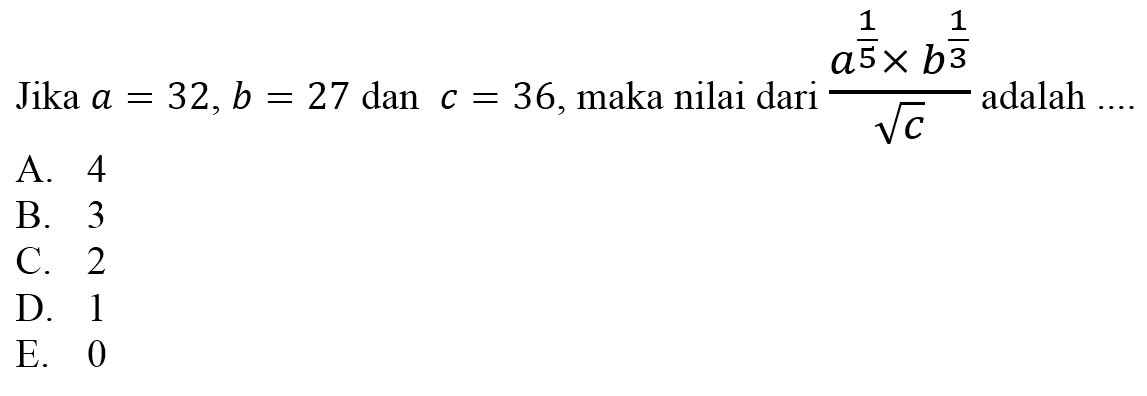 Jika $a = 32, b = 27$ dan $c = 36$, maka nilai dari $\frac{a^{\frac{1}{5}} \times b^{\frac{1}{3}}}{\sqrt{c}}$ adalah ....
A. 4
B. 3
C. 2
D. 1
E. 0